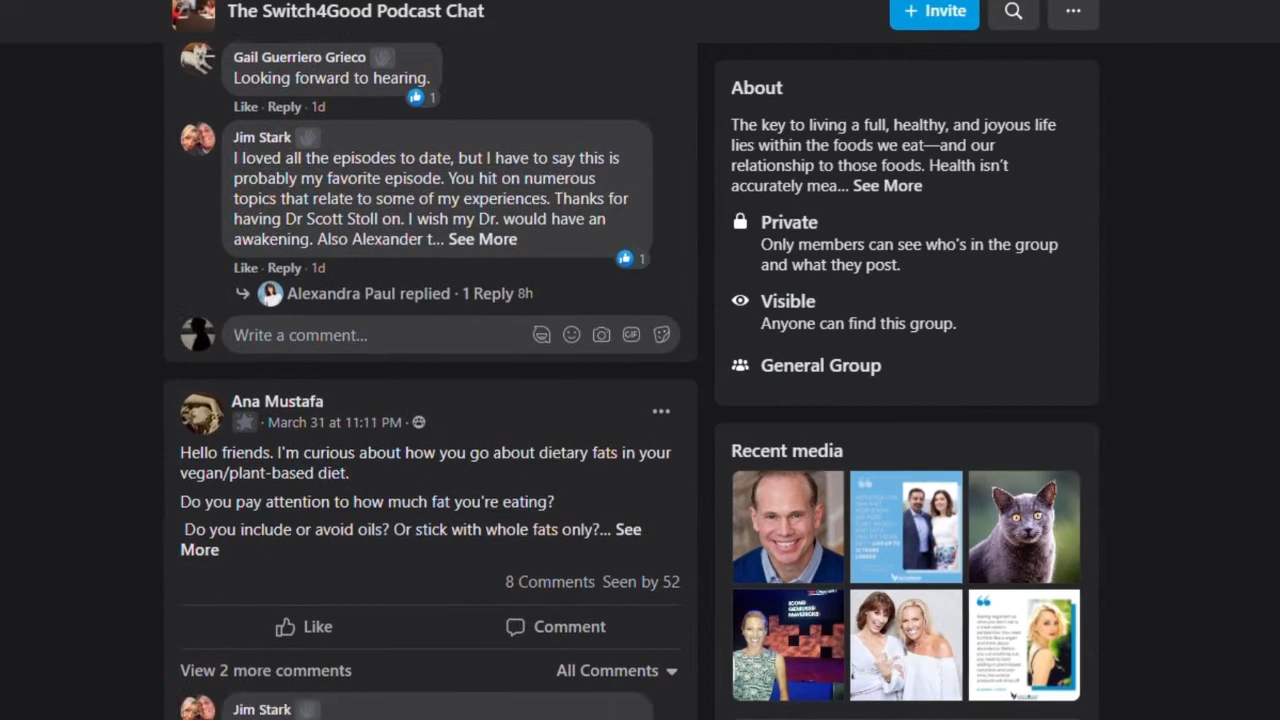 The Switch4Good Podcast Chat
+ Invite
Gail Guerriero Grieco
Looking forward to hearing.
1
Like · Reply · 1d
Jim Stark
I loved all the episodes to date, but I have to say this is
probably my favorite episode. You hit on numerous
topics that relate to some of my experiences. Thanks for
having Dr Scott Stoll on. I wish my Dr. would have an
awakening. Also Alexander t... See More
1
Like · Reply · 1d
Alexandra Paul replied · 1 Reply 8h
Write a comment...
GIF
Ana Mustafa
· March 31 at 11:11 PM ·
Hello friends. I'm curious about how you go about dietary fats in your
vegan/plant-based diet.
Do you pay attention to how much fat you're eating?
Do you include or avoid oils? Or stick with whole fats only?... See
More
8 Comments Seen by 52
Like
Comment
View 2 more comments
All Comments
Jim Stark
About
The key to living a full, healthy, and joyous life
lies within the foods we eat—and our
relationship to those foods. Health isn't
accurately mea... See More
Private
Only members can see who's in the group
and what they post.
Visible
Anyone can find this group.
General Group
Recent media
ICONS
GENIUSES
MAVERICKS